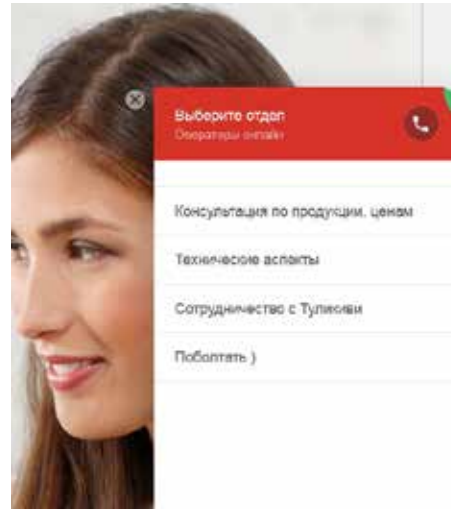 Выберите отдел
Операторы онлайн
Консультация по продукции, ценам
Технические аспекты
Сотрудничество с Туликиви
Поболтать )